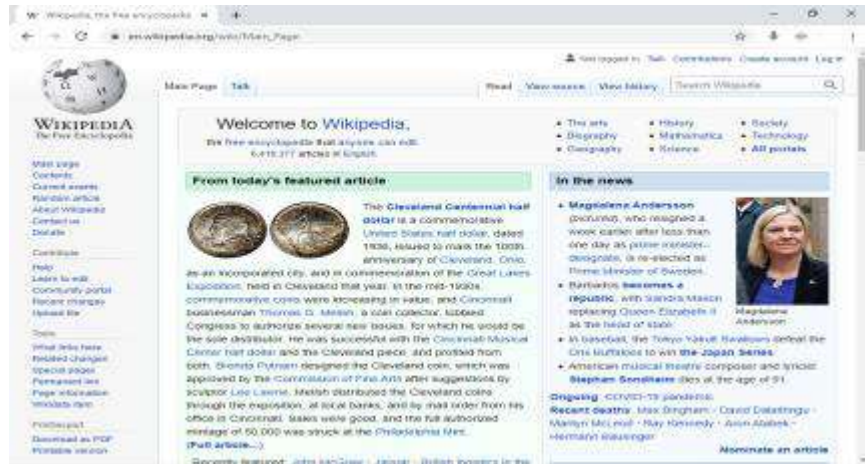 Wikipedia, the free encyclopedia
en.wikipedia.org/wiki/Main_Page
Not logged in Talk Contributions Create account Log in
Main Page Talk
Read View source View history Search Wikipedia
WIKIPEDIA
The Free Encyclopedia
Main page
Contents
Current events
Random article
About Wikipedia
Contact us
Donate
Contribute
Help
Learn to edit
Community portal
Recent changes
Upload file
Tools
What links here
Related changes
Special pages
Permanent link
Page information
Wikidata item
Print/export
Download as PDF
Printable version
Welcome to Wikipedia,
the free encyclopedia that anyone can edit.
articles in English
The arts
Biography
Geography
History
Mathematics
Science
Society
Technology
All portals
From today's featured article
The Cleveland Centennial half
dollar is a commemorative
United States half dollar, dated
1936, issued to mark the 100th
anniversary of Cleveland, Ohio,
as an incorporated city, and in commemoration of the Great Lakes
Exposition, held in Cleveland that year. In the mid-1930s,
commemorative coins were increasing in value, and Cincinnati
businessman Thomas G. Melish, a coin collector, lobbied
Congress to authorize several new issues, for which he would be
the sole distributor. He was successful with the Cincinnati Musical
Center half dollar and the Cleveland piece, and profited from
both. Brenda Putnam designed the Cleveland coin, which was
approved by the Commission of Fine Arts after suggestions by
sculptor Lee Lawrie. Melish distributed the Cleveland coins
through the exposition, at local banks, and by mail order from his
office in Cincinnati. Sales were good, and the full authorized
mintage of 50,000 was struck at the Philadelphia Mint.
(Full article...)
Recently featured: British logistics in the
In the news
Magdalena Andersson
(pictured), who resigned a
week earlier after less than
one day as prime minister-
designate, is re-elected as
Prime Minister of Sweden.
Barbados becomes a
republic, with Sandra Mason
replacing Queen Elizabeth II
as the head of state.
Magdalena
Andersson
In baseball, the Tokyo Yakult Swallows defeat the
Orix Buffaloes to win the Japan Series.
American musical theatre composer and lyricist
Stephen Sondheim dies at the age of 91.
Ongoing: COVID-19 pandemic
Recent deaths: Max Bingham · David Dalaithngu ·
Marilyn McLeod · Ray Kennedy ·
Hermann Bausinger
Nominate an article